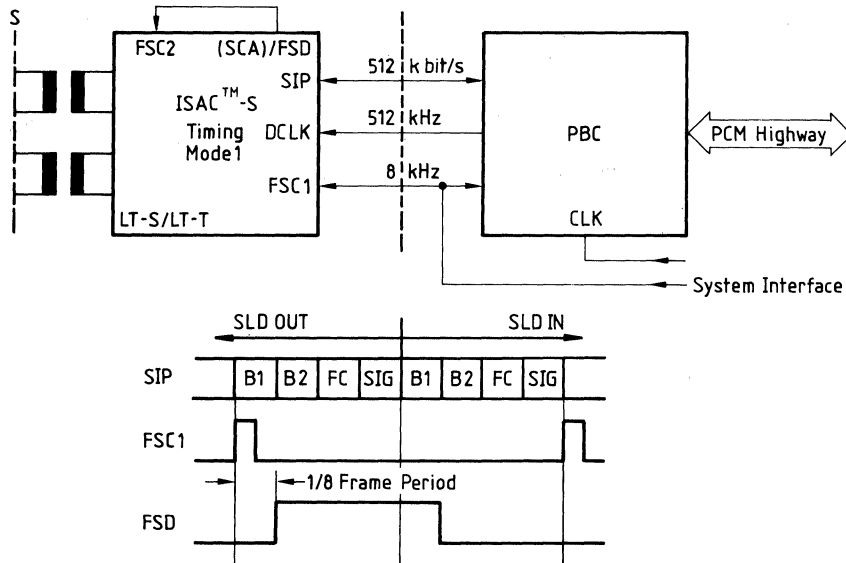 S
FSC2 (SCA)/FSD
SIP
ISAC™-S
Timing
Mode1
DCLK
FSC1
LT-S/LT-T
512 k bit/s
512 kHz
8 kHz
PBC
CLK
PCM Highway
System Interface
SLD OUT SLD IN
SIP B1 B2 FC SIG B1 B2 FC SIG
FSC1
1/8 Frame Period
FSD